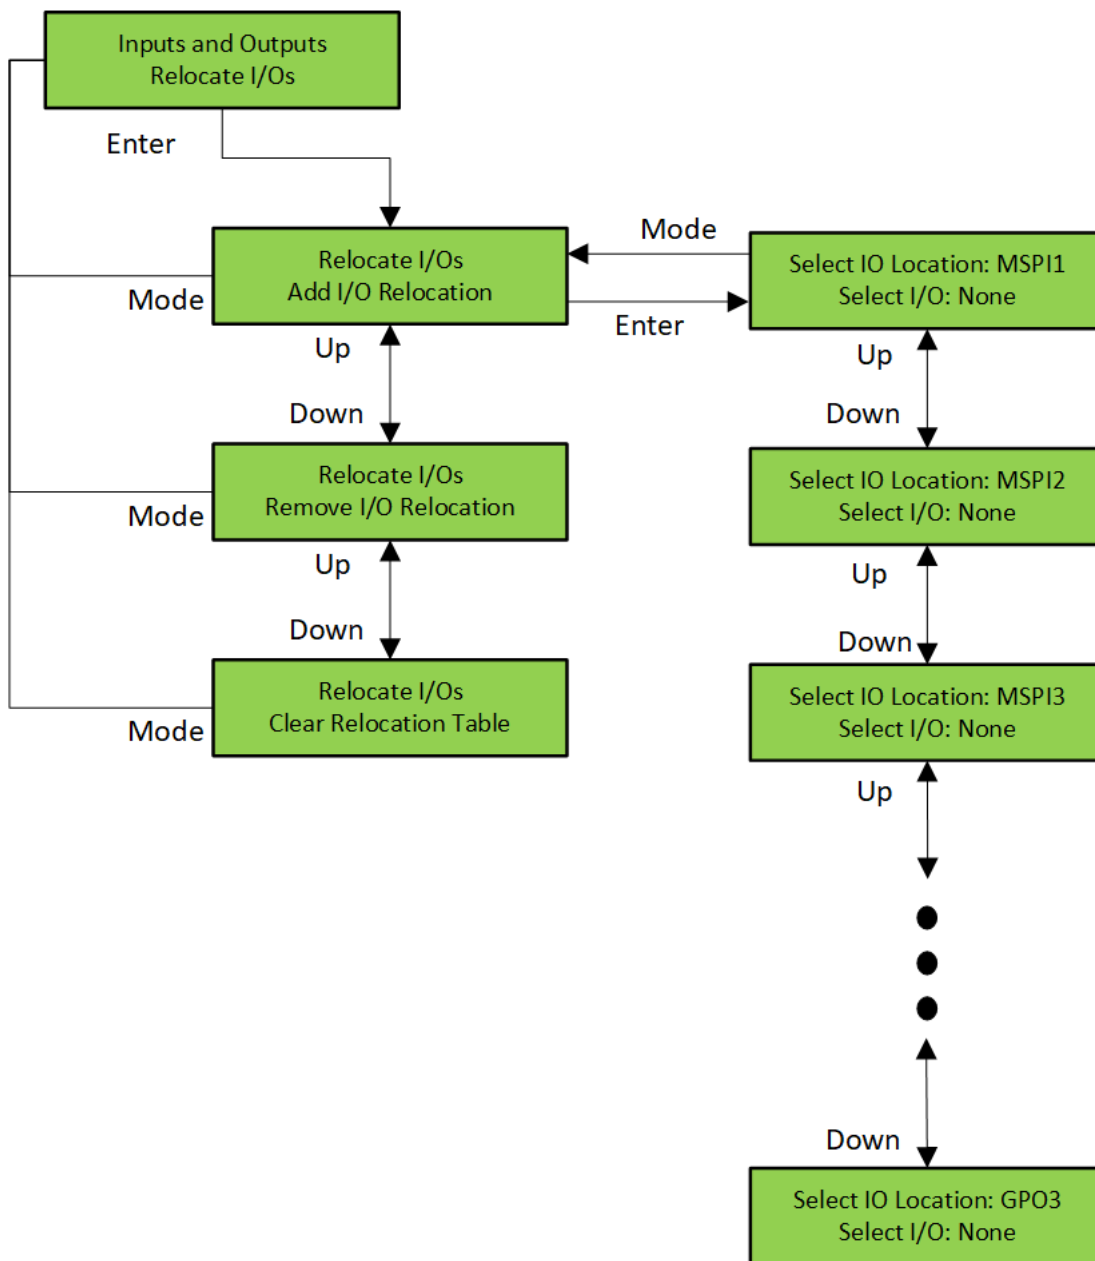 Inputs and Outputs
Relocate I/Os
Enter
Relocate I/Os
Add I/O Relocation
Mode
Mode
Enter
Select IO Location: MSPI1
Select I/O: None
Up
Down
Up
Down
Relocate I/Os
Remove I/O Relocation
Mode
Select IO Location: MSPI2
Select I/O: None
Up
Down
Up
Down
Relocate I/Os
Clear Relocation Table
Mode
Select IO Location: MSPI3
Select I/O: None
Up
Down
Select IO Location: GPO3
Select I/O: None